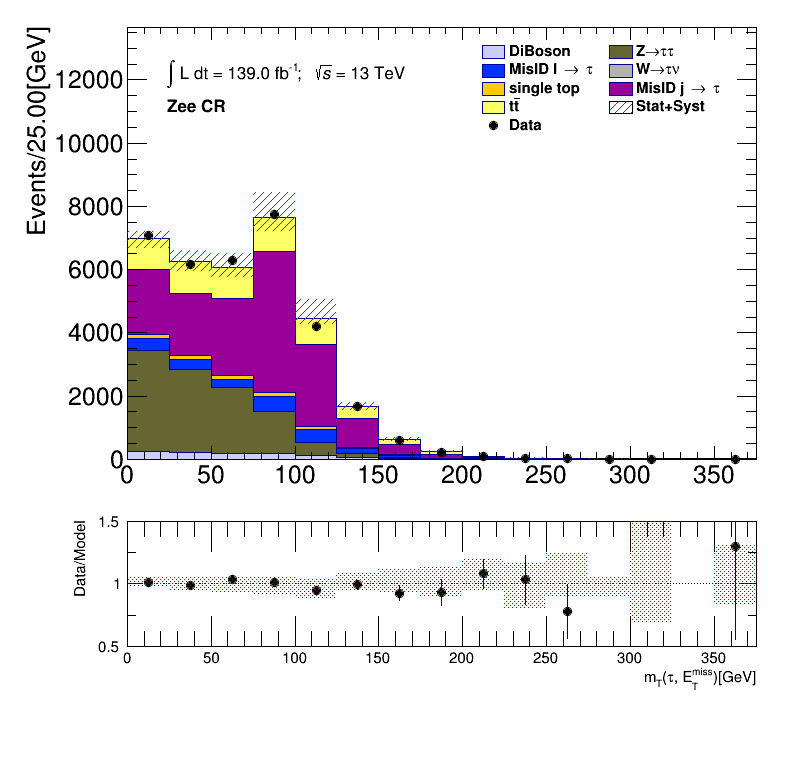 Events/25.00[GeV]
12000
10000
8000
6000
4000
2000
0
∫ L dt = 139.0 fb⁻¹; √s = 13 TeV
Zee CR
DiBoson Z→ττ
MisID l → τ W→τν
single top MisID j → τ
tt̅ Stat+Syst
Data
0 50 100 150 200 250 300 350
Data/Model
1.5
1
0.5
0 50 100 150 200 250 300 350
m_T(τ, E_T^miss)[GeV]